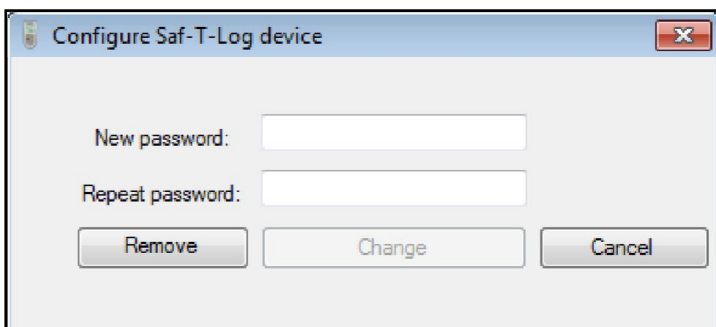 Configure Saf-T-Log device
New password:
Repeat password:
Remove Change Cancel